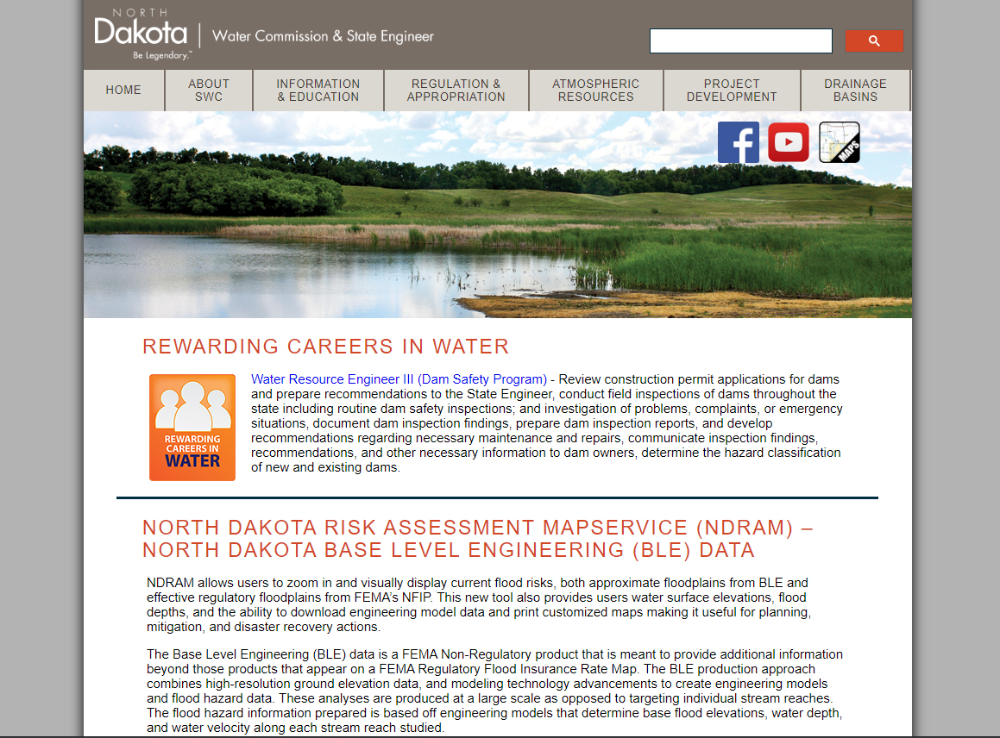 NORTH
Dakota
Be Legendary.™
Water Commission & State Engineer
HOME
ABOUT
SWC
INFORMATION
& EDUCATION
REGULATION &
APPROPRIATION
ATMOSPHERIC
RESOURCES
PROJECT
DEVELOPMENT
DRAINAGE
BASINS
MAPS
REWARDING CAREERS IN WATER
REWARDING
CAREERS IN
WATER
Water Resource Engineer III (Dam Safety Program) - Review construction permit applications for dams
and prepare recommendations to the State Engineer, conduct field inspections of dams throughout the
state including routine dam safety inspections; and investigation of problems, complaints, or emergency
situations, document dam inspection findings, prepare dam inspection reports, and develop
recommendations regarding necessary maintenance and repairs, communicate inspection findings,
recommendations, and other necessary information to dam owners, determine the hazard classification
of new and existing dams.
NORTH DAKOTA RISK ASSESSMENT MAPSERVICE (NDRAM) –
NORTH DAKOTA BASE LEVEL ENGINEERING (BLE) DATA
NDRAM allows users to zoom in and visually display current flood risks, both approximate floodplains from BLE and
effective regulatory floodplains from FEMA's NFIP. This new tool also provides users water surface elevations, flood
depths, and the ability to download engineering model data and print customized maps making it useful for planning,
mitigation, and disaster recovery actions.
The Base Level Engineering (BLE) data is a FEMA Non-Regulatory product that is meant to provide additional information
beyond those products that appear on a FEMA Regulatory Flood Insurance Rate Map. The BLE production approach
combines high-resolution ground elevation data, and modeling technology advancements to create engineering models
and flood hazard data. These analyses are produced at a large scale as opposed to targeting individual stream reaches.
The flood hazard information prepared is based off engineering models that determine base flood elevations, water depth,
and water velocity along each stream reach studied.